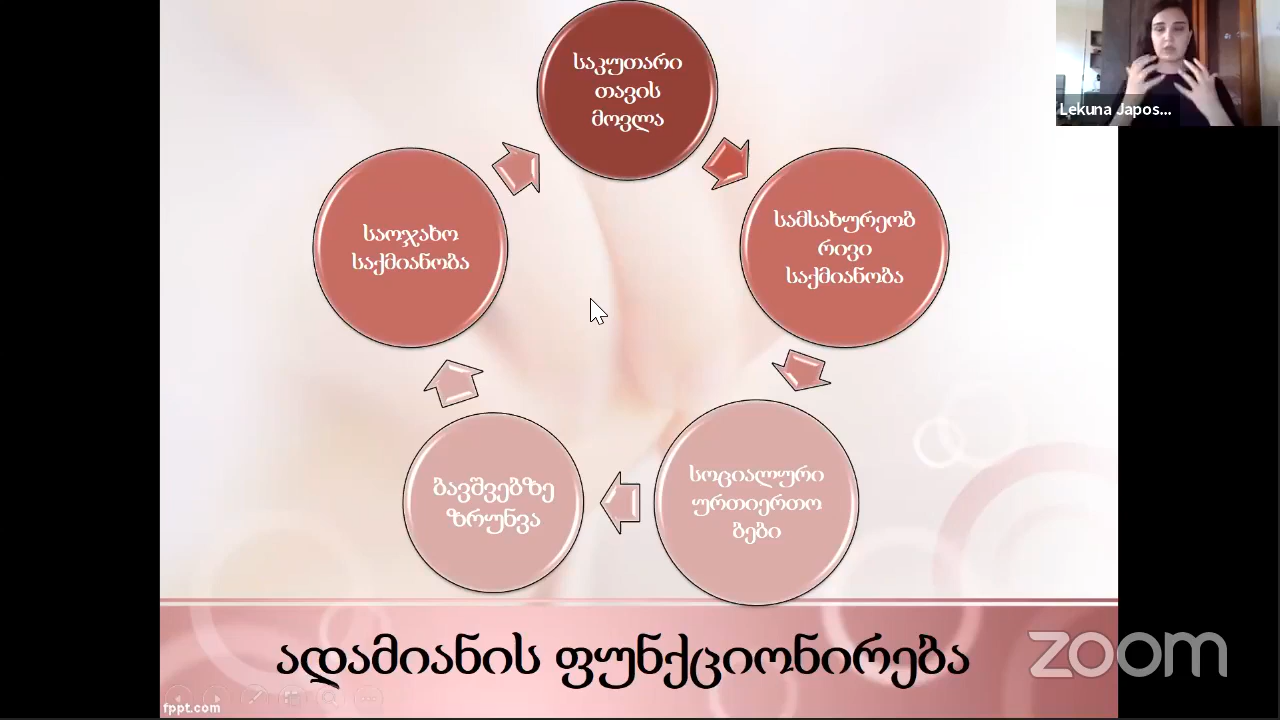 საკუთარი
თავის
მოვლა
სამსახურეობ
რივი
საქმიანობა
სოციალური
ურთიერთო
ბები
ბავშვებზე
ზრუნვა
საოჯახო
საქმიანობა
ადამიანის ფუნქციონირება
Lekuna Japos...
zoom
fppt.com